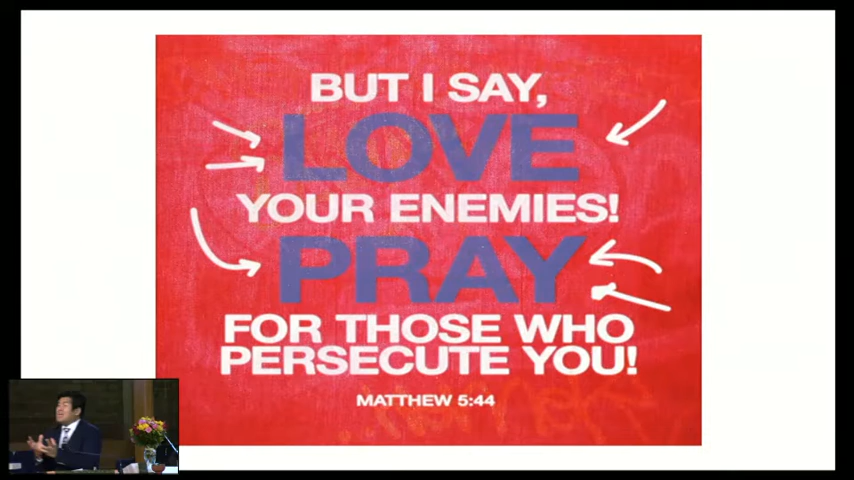 BUT I SAY,
LOVE
YOUR ENEMIES!
PRAY
FOR THOSE WHO
PERSECUTE YOU!
MATTHEW 5:44